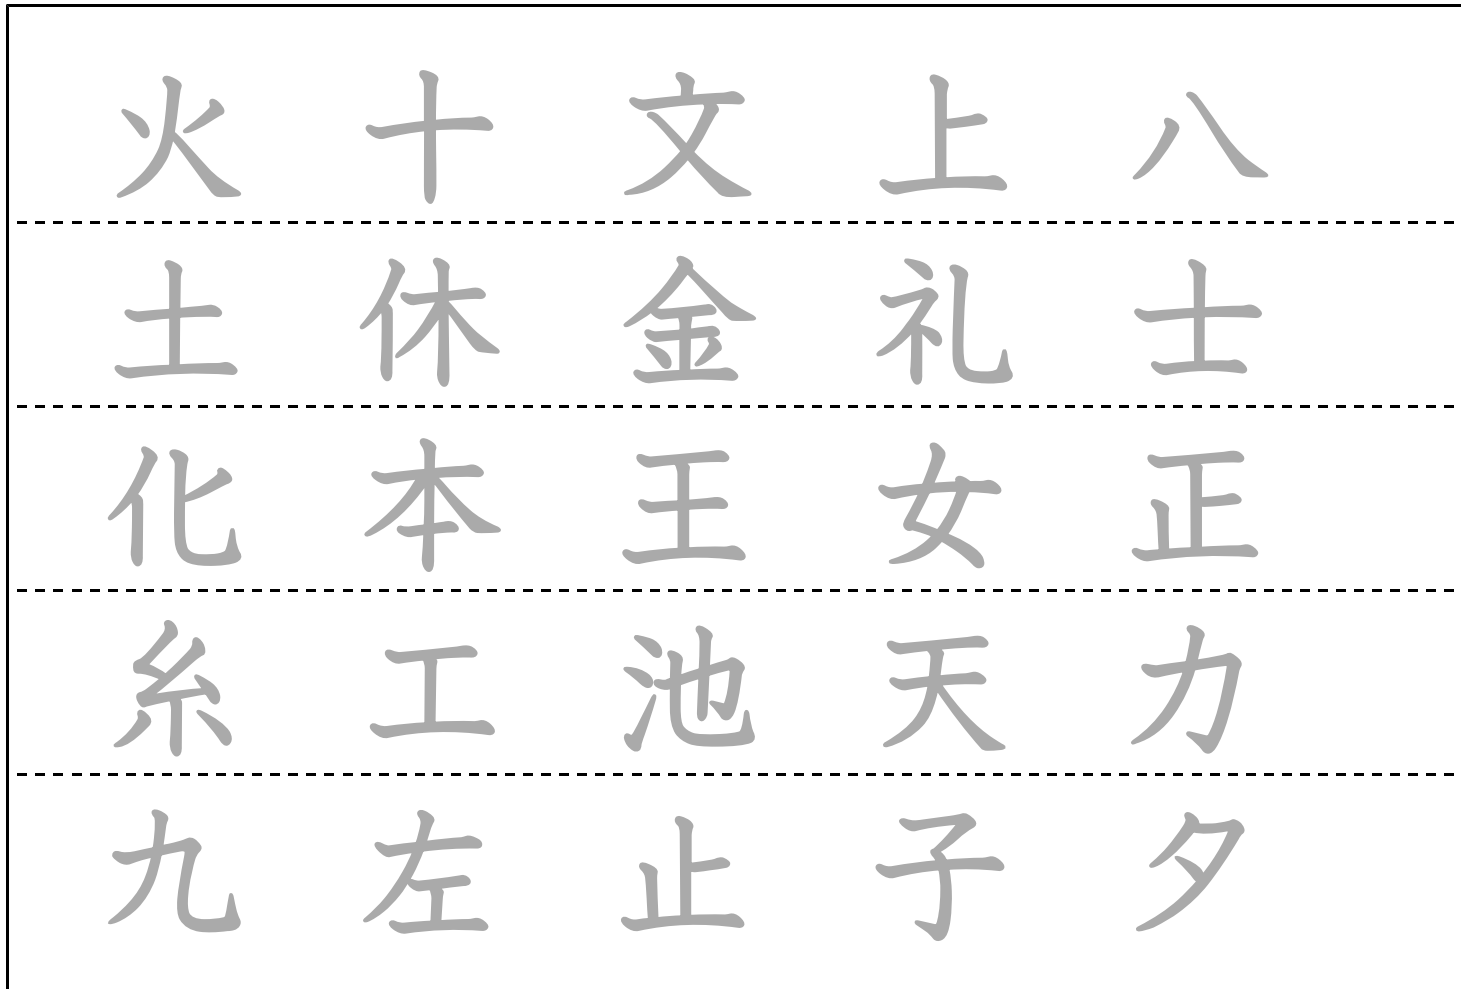 火 十 文 上 八
土 休 金 礼 士
化 本 王 女 正
糸 工 池 天 力
九 左 止 子 夕